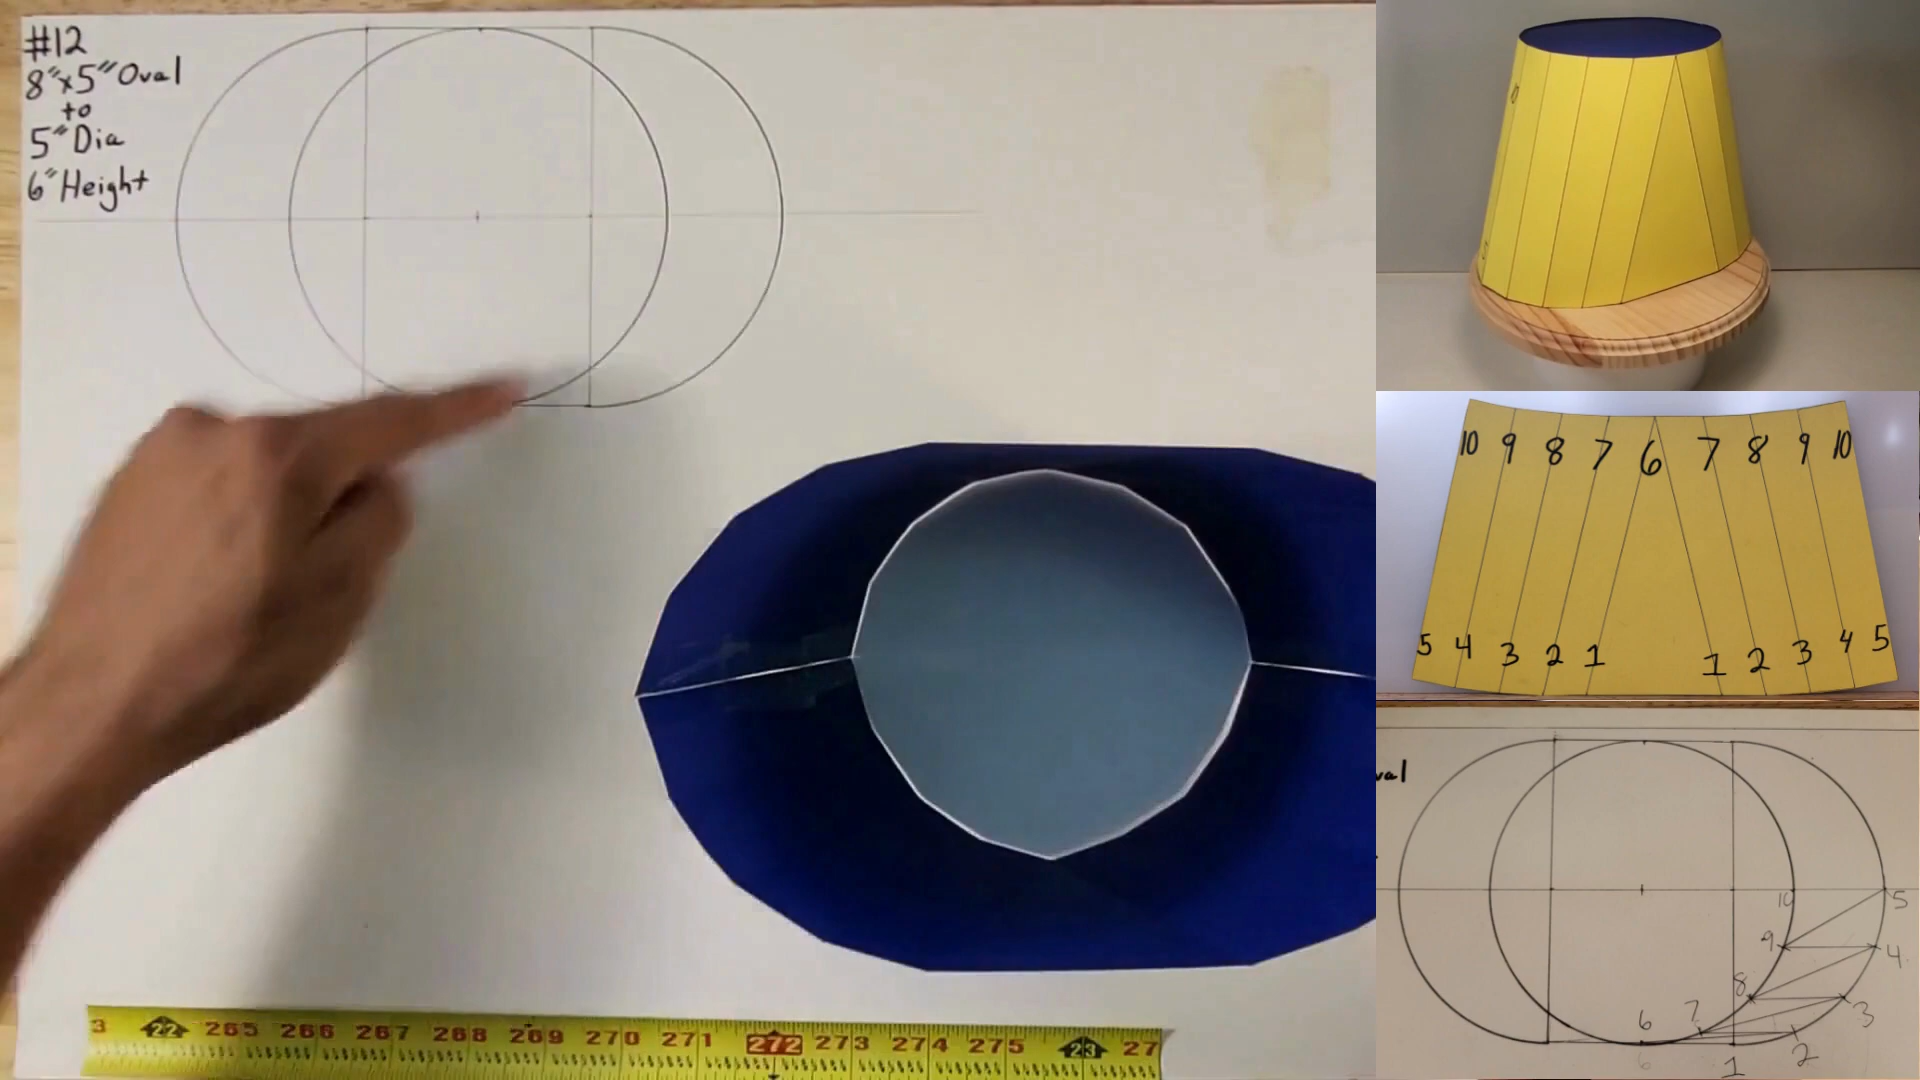 #12
8"x5" Oval
to
5" Dia
6" Height
3 22 265 266 267 268 269 270 271 272 273 274 275 23 27
10 9 8 7 6 7 8 9 10
5 4 3 2 1 1 2 3 4 5
val
10 5
9 4
8 3
6 7
6 1 2